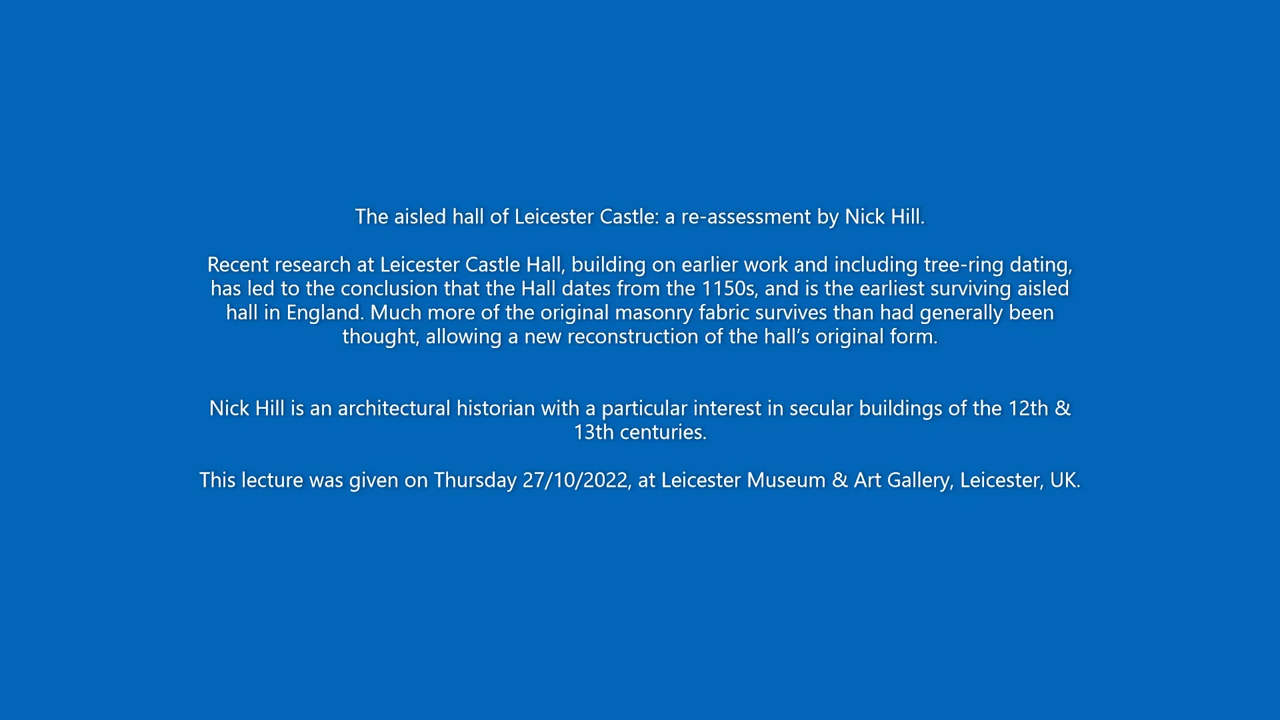 The aisled hall of Leicester Castle: a re-assessment by Nick Hill.
Recent research at Leicester Castle Hall, building on earlier work and including tree-ring dating,
has led to the conclusion that the Hall dates from the 1150s, and is the earliest surviving aisled
hall in England. Much more of the original masonry fabric survives than had generally been
thought, allowing a new reconstruction of the hall’s original form.
Nick Hill is an architectural historian with a particular interest in secular buildings of the 12th &
13th centuries.
This lecture was given on Thursday 27/10/2022, at Leicester Museum & Art Gallery, Leicester, UK.